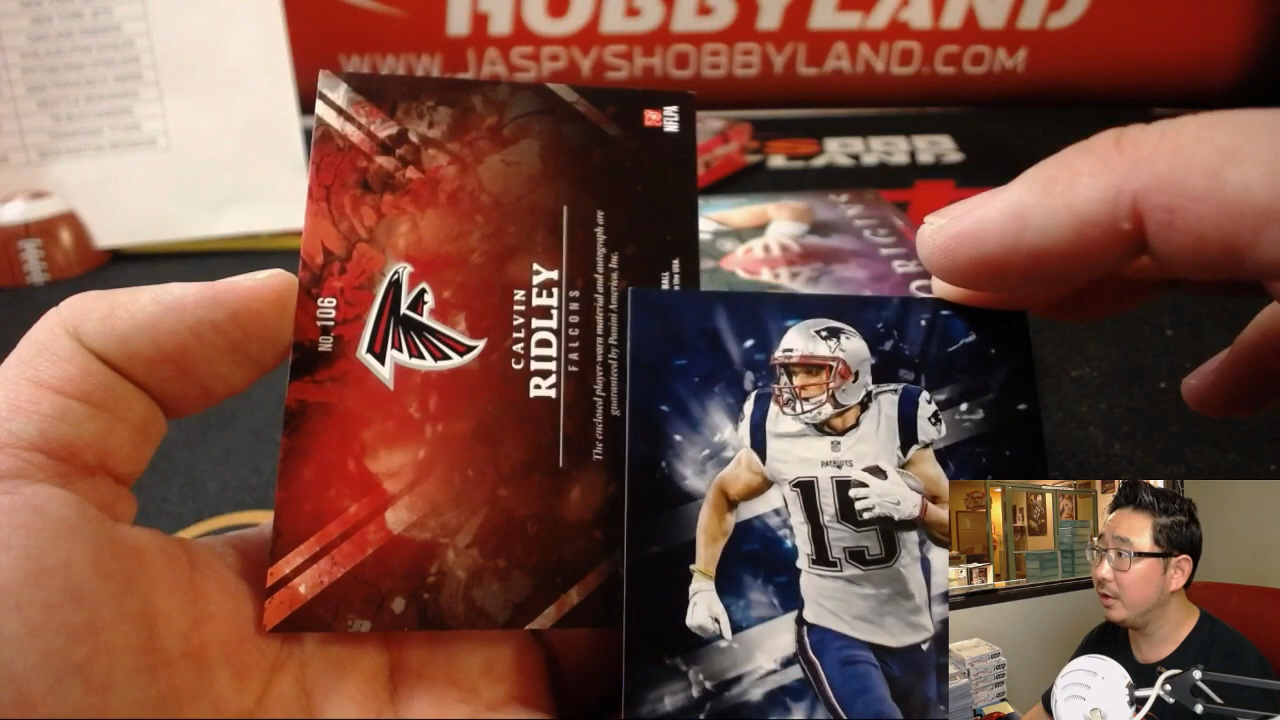 HOBBYLAND
WWW.JASPYSHOBBYLAND.COM
NFLPA
NO. 106
CALVIN
RIDLEY
FALCONS
The enclosed player-worn material and autograph are
guaranteed by Panini America, Inc.
ORIGINS
PATRIOTS
15